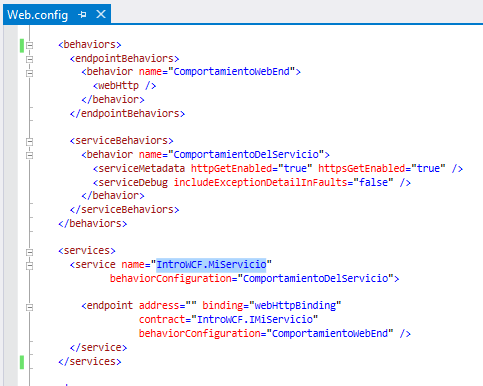 Web.config
<behaviors>
<endpointBehaviors>
<behavior name="ComportamientoWebEnd">
<webHttp />
</behavior>
</endpointBehaviors>
<serviceBehaviors>
<behavior name="ComportamientoDelServicio">
<serviceMetadata httpGetEnabled="true" httpsGetEnabled="true" />
<serviceDebug includeExceptionDetailInFaults="false" />
</behavior>
</serviceBehaviors>
</behaviors>
<services>
<service name="IntroWCF.MiServicio"
behaviorConfiguration="ComportamientoDelServicio">
<endpoint address="" binding="webHttpBinding"
contract="IntroWCF.IMiServicio"
behaviorConfiguration="ComportamientoWebEnd" />
</service>
</services>